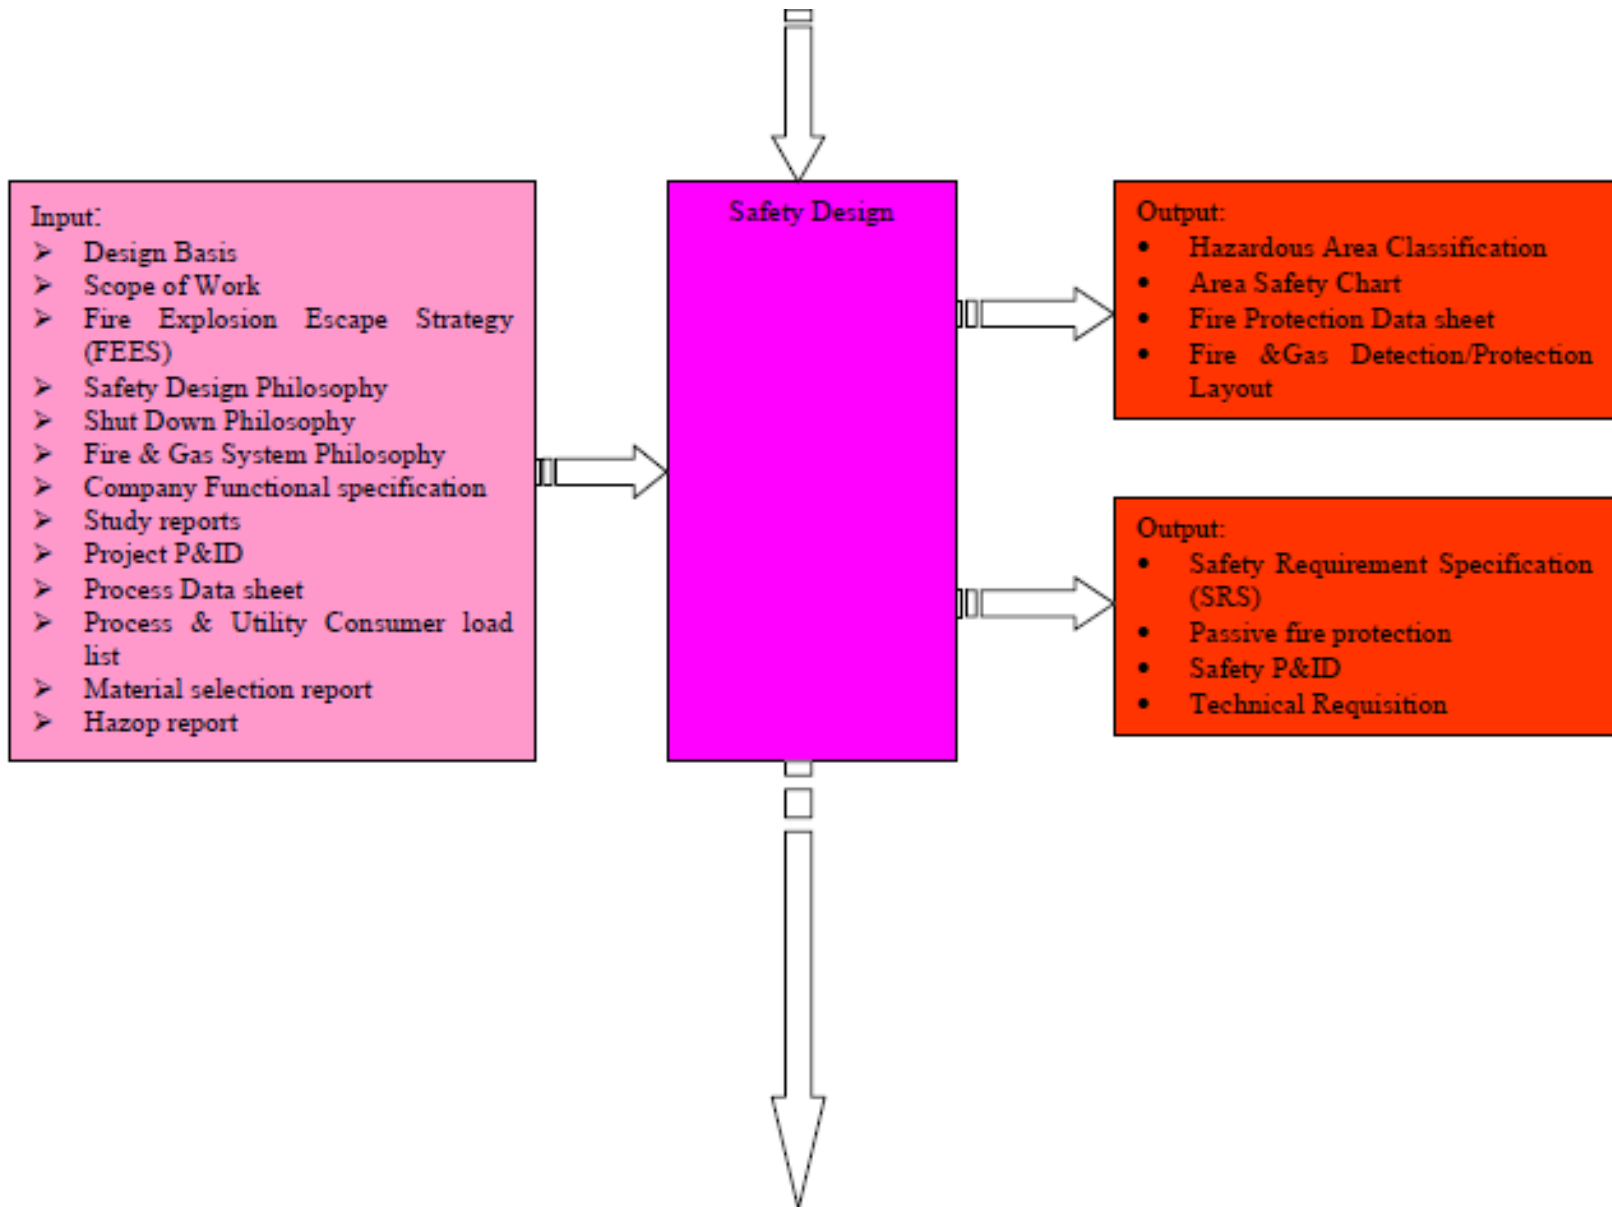 Input:
➢ Design Basis
➢ Scope of Work
➢ Fire Explosion Escape Strategy
(FEES)
➢ Safety Design Philosophy
➢ Shut Down Philosophy
➢ Fire & Gas System Philosophy
➢ Company Functional specification
➢ Study reports
➢ Project P&ID
➢ Process Data sheet
➢ Process & Utility Consumer load
list
➢ Material selection report
➢ Hazop report
Safety Design
Output:
• Hazardous Area Classification
• Area Safety Chart
• Fire Protection Data sheet
• Fire &Gas Detection/Protection
Layout
Output:
• Safety Requirement Specification
(SRS)
• Passive fire protection
• Safety P&ID
• Technical Requisition